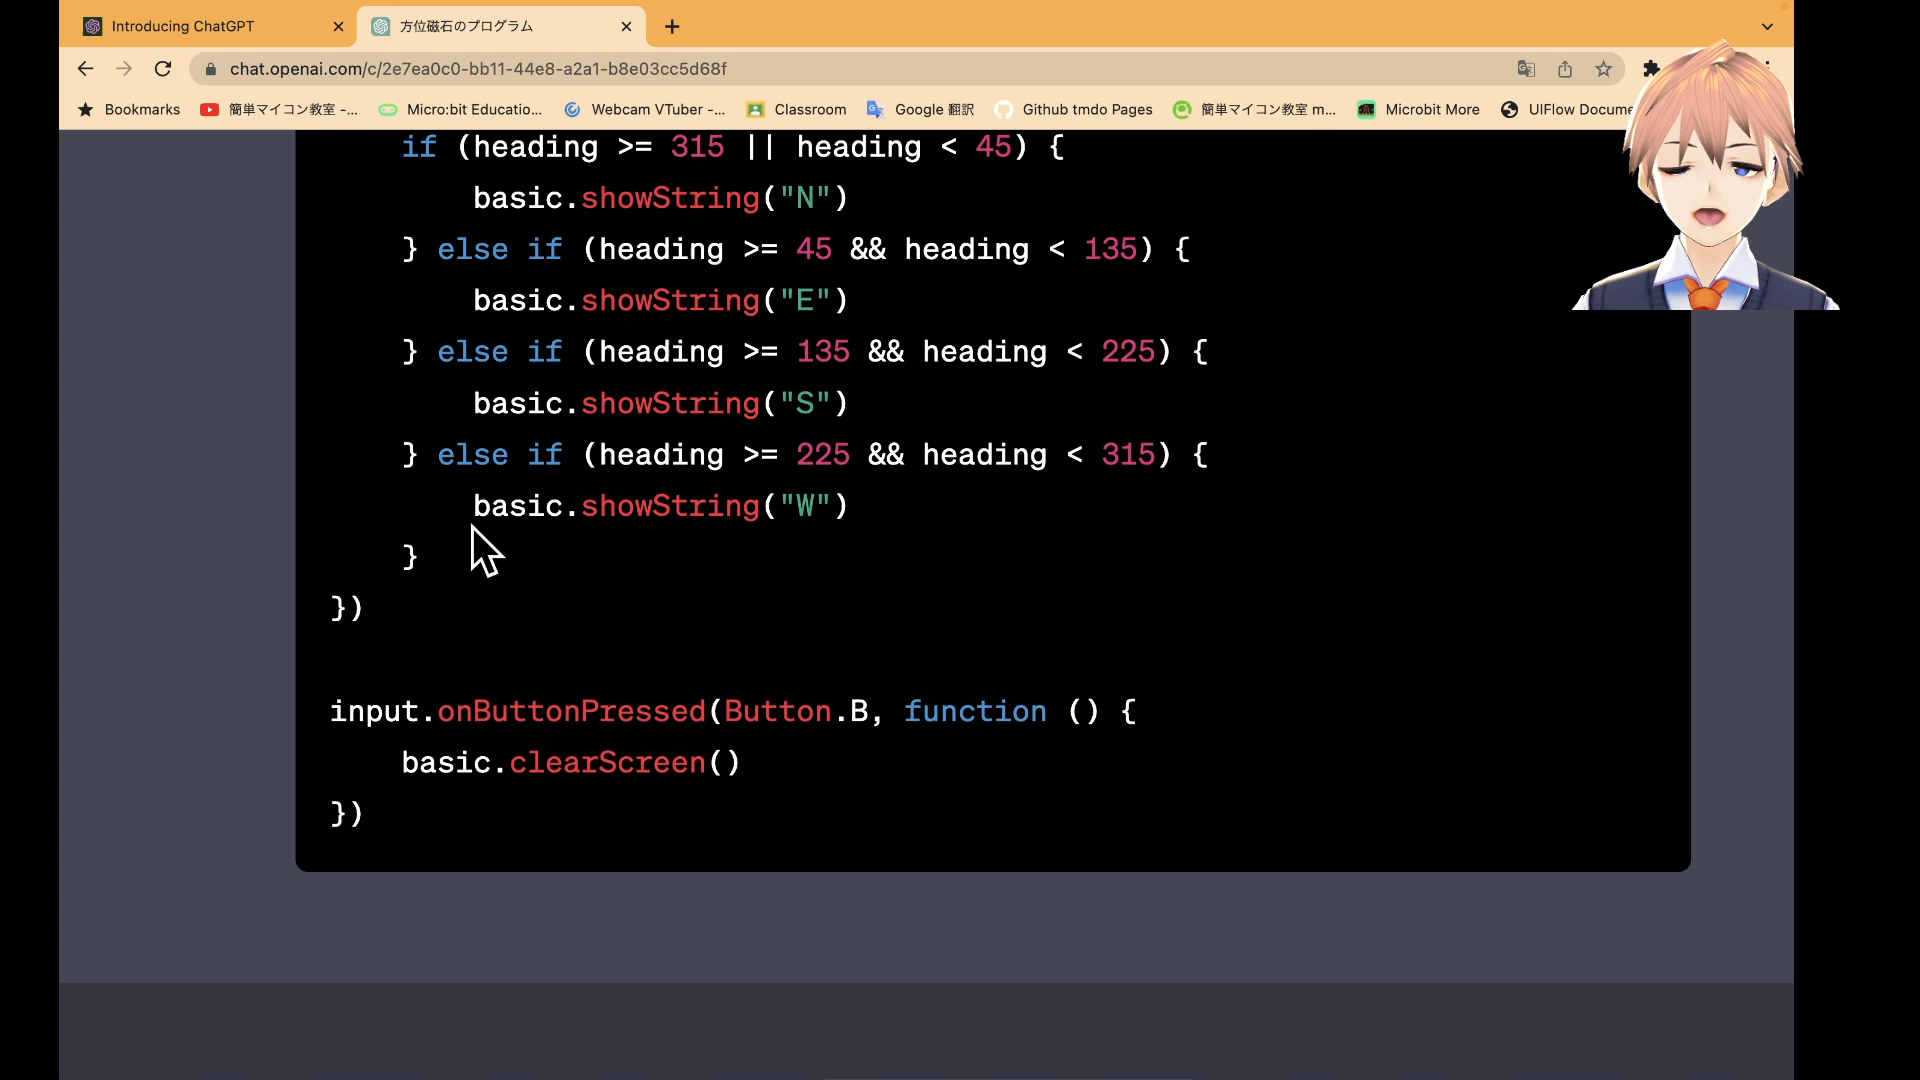 Introducing ChatGPT
方位磁石のプログラム
chat.openai.com/c/2e7ea0c0-bb11-44e8-a2a1-b8e03cc5d68f
Bookmarks 簡単マイコン教室 -... Micro:bit Educatio... Webcam VTuber -... Classroom Google 翻訳 Github tmdo Pages 簡単マイコン教室 m... Microbit More UIFlow Docume
if (heading >= 315 || heading < 45) {
basic.showString("N")
} else if (heading >= 45 && heading < 135) {
basic.showString("E")
} else if (heading >= 135 && heading < 225) {
basic.showString("S")
} else if (heading >= 225 && heading < 315) {
basic.showString("W")
}
})
input.onButtonPressed(Button.B, function () {
basic.clearScreen()
})